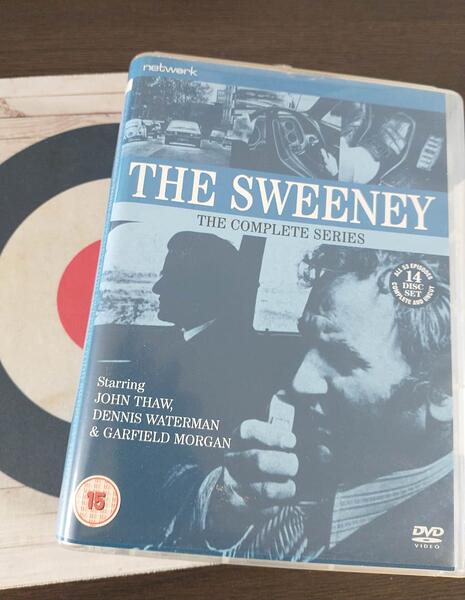 network
THE SWEENEY
THE COMPLETE SERIES
ALL 53 EPISODES
14
DISC
SET
COMPLETE AND UNCUT
Starring
JOHN THAW,
DENNIS WATERMAN
& GARFIELD MORGAN
15
DVD
VIDEO